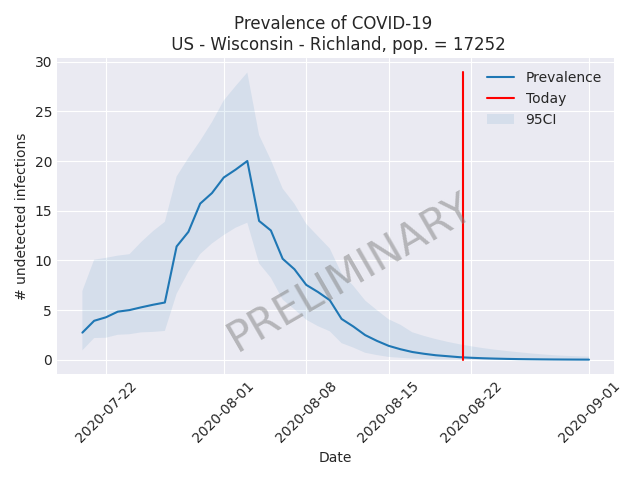 Prevalence of COVID-19
US - Wisconsin - Richland, pop. = 17252
30
25
20
15
10
5
0
# undetected infections
Prevalence
Today
95CI
PRELIMINARY
2020-07-22
2020-08-01
2020-08-08
2020-08-15
2020-08-22
2020-09-01
Date